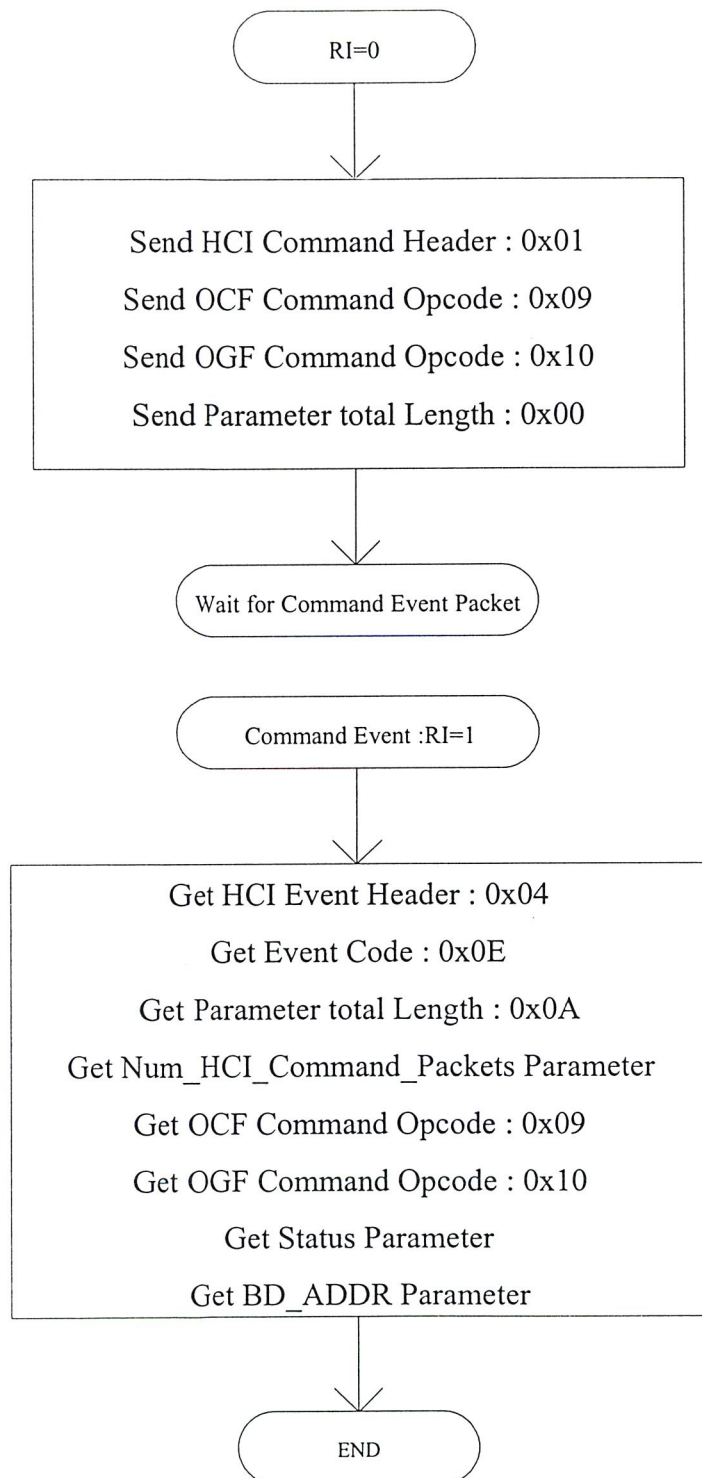 RI=0
Send HCI Command Header : 0x01
Send OCF Command Opcode : 0x09
Send OGF Command Opcode : 0x10
Send Parameter total Length : 0x00
Wait for Command Event Packet
Command Event :RI=1
Get HCI Event Header : 0x04
Get Event Code : 0x0E
Get Parameter total Length : 0x0A
Get Num_HCI_Command_Packets Parameter
Get OCF Command Opcode : 0x09
Get OGF Command Opcode : 0x10
Get Status Parameter
Get BD_ADDR Parameter
END